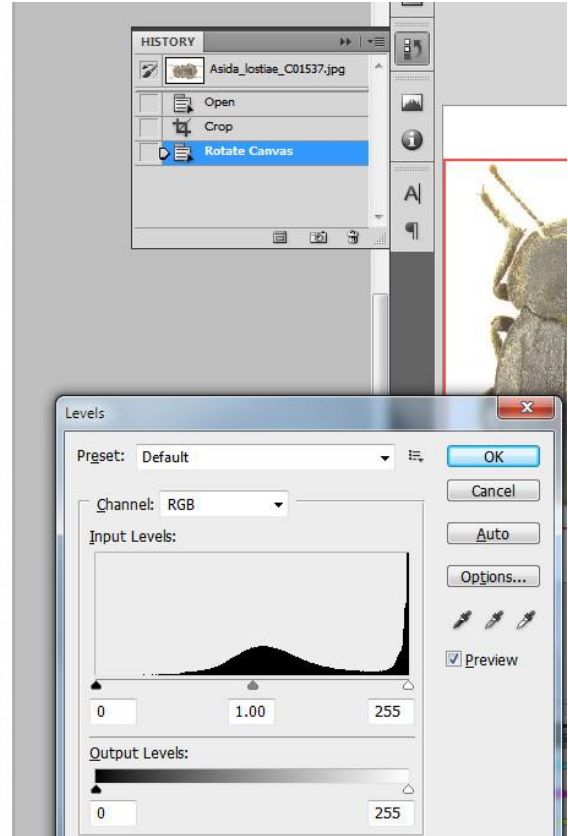 HISTORY
Asida_lostiae_C01537.jpg
Open
Crop
Rotate Canvas
A
¶
Levels
Preset: Default
OK
Channel: RGB
Cancel
Input Levels:
Auto
Options...
Preview
0 1.00 255
Output Levels:
0 255